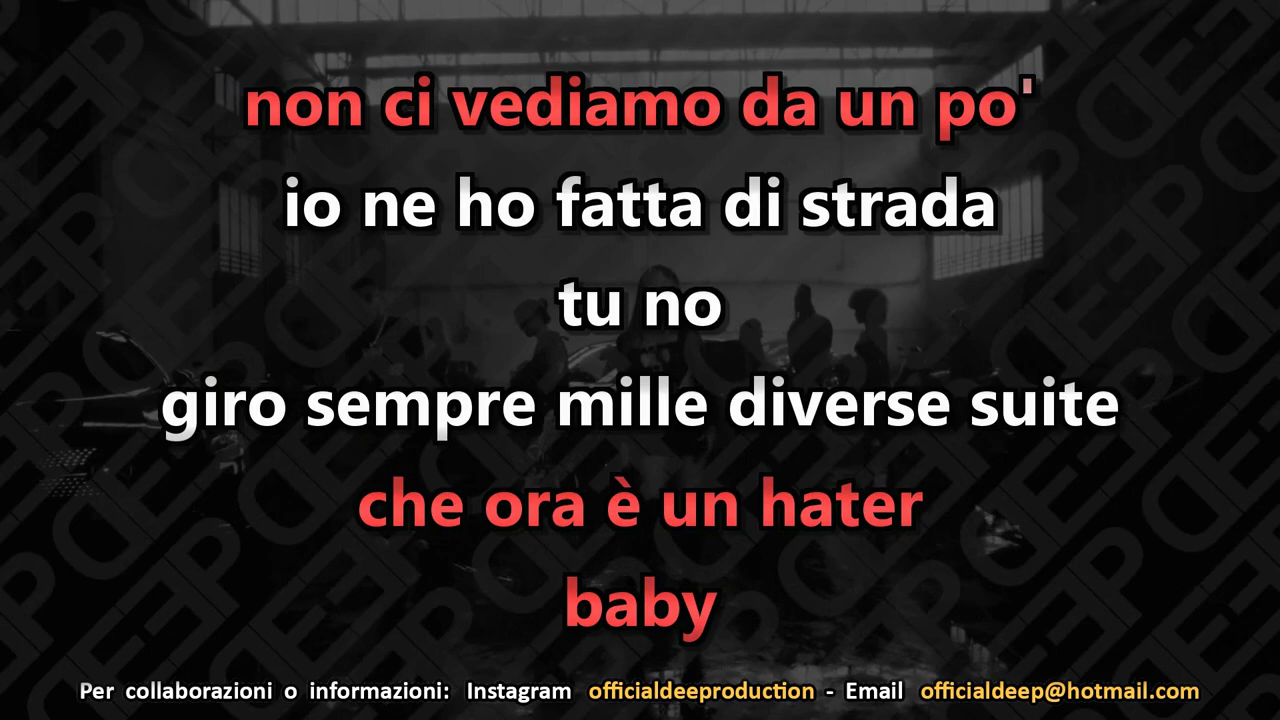 non ci vediamo da un po'
io ne ho fatta di strada
tu no
giro sempre mille diverse suite
che ora è un hater
baby
Per collaborazioni o informazioni: Instagram officialdeeproduction - Email officialdeep@hotmail.com